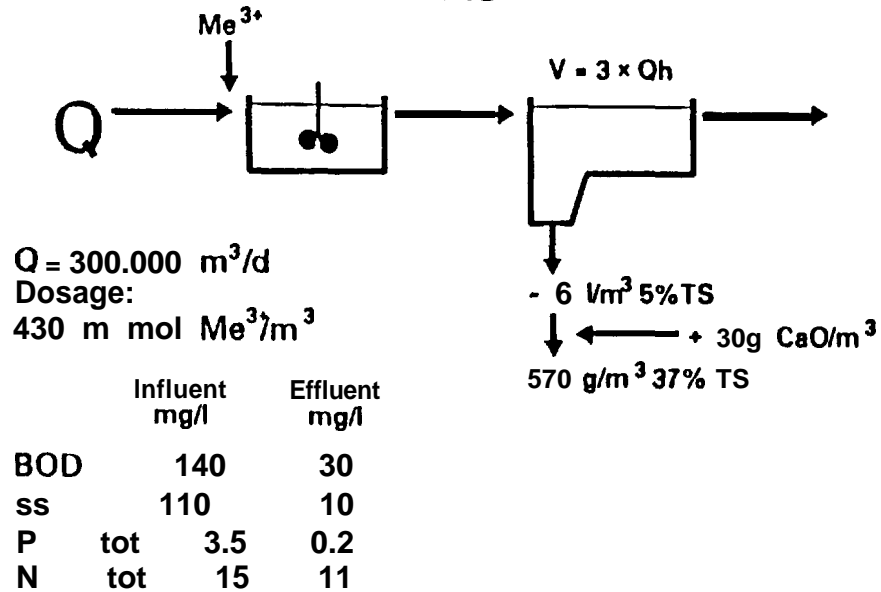 Me³⁺
V = 3 × Qh
Q
Q = 300.000 m³/d
Dosage:
430 m mol Me³⁺/m³
- 6 l/m³ 5%TS
+ 30g CaO/m³
570 g/m³ 37% TS
Influent Effluent
mg/l mg/l
BOD 140 30
ss 110 10
P tot 3.5 0.2
N tot 15 11